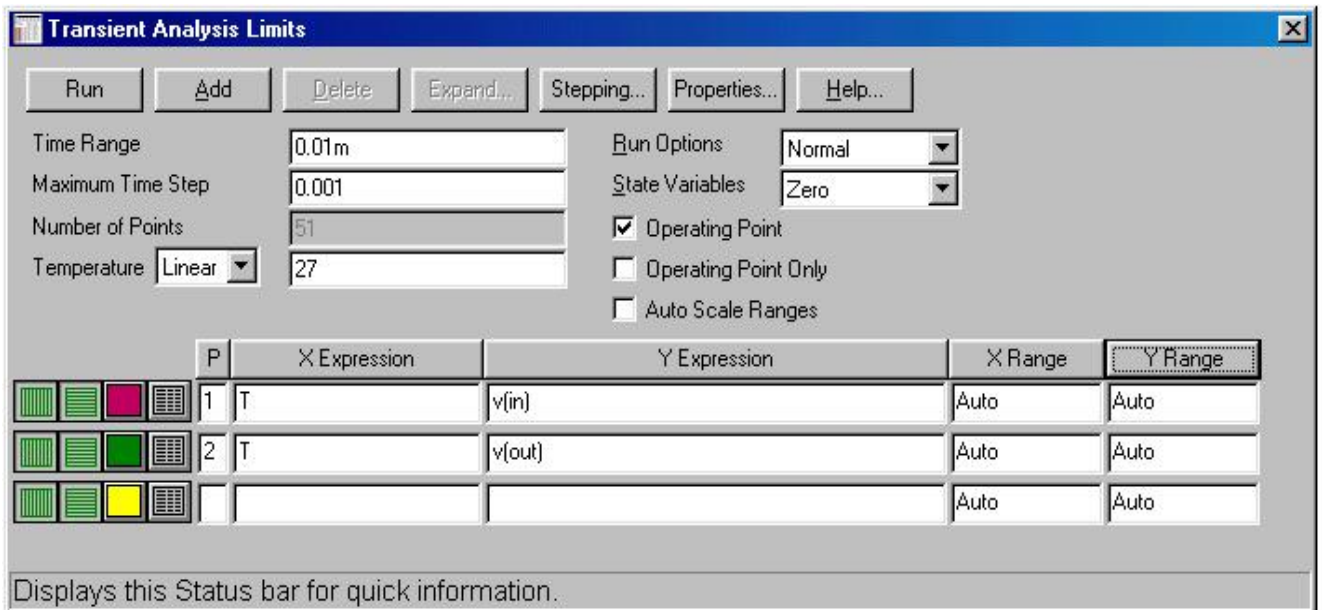 Transient Analysis Limits
Run Add Delete Expand... Stepping... Properties... Help...
Time Range 0.01m Run Options Normal
Maximum Time Step 0.001 State Variables Zero
Number of Points 51 Operating Point
Temperature Linear 27 Operating Point Only
Auto Scale Ranges
P X Expression Y Expression X Range Y Range
1 T v(in) Auto Auto
2 T v(out) Auto Auto
Auto Auto
Displays this Status bar for quick information.